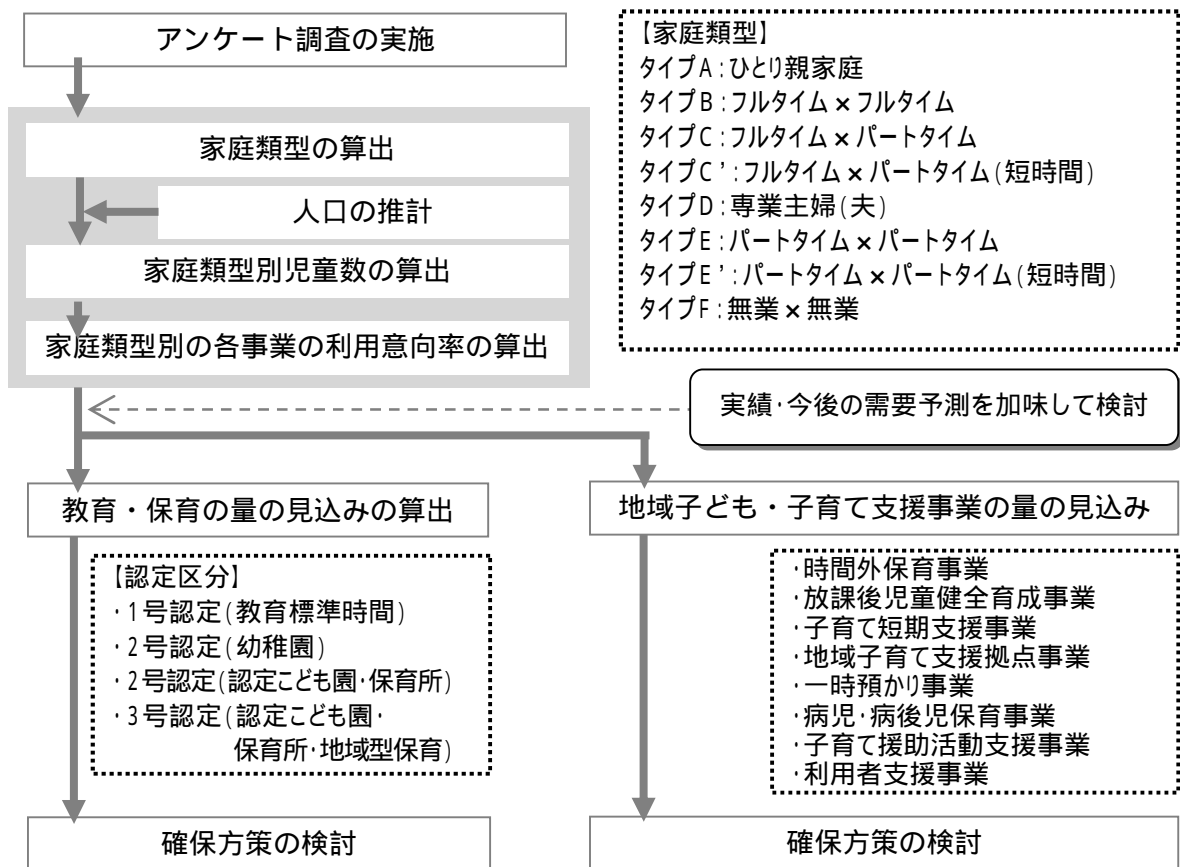 アンケート調査の実施
家庭類型の算出
人口の推計
家庭類型別児童数の算出
家庭類型別の各事業の利用意向率の算出
【家庭類型】
タイプA:ひとり親家庭
タイプB:フルタイム×フルタイム
タイプC:フルタイム×パートタイム
タイプC':フルタイム×パートタイム(短時間)
タイプD:専業主婦(夫)
タイプE:パートタイム×パートタイム
タイプE':パートタイム×パートタイム(短時間)
タイプF:無業×無業
実績・今後の需要予測を加味して検討
教育・保育の量の見込みの算出
【認定区分】
・1号認定(教育標準時間)
・2号認定(幼稚園)
・2号認定(認定こども園・保育所)
・3号認定(認定こども園・
保育所・地域型保育)
確保方策の検討
地域子ども・子育て支援事業の量の見込み
・時間外保育事業
・放課後児童健全育成事業
・子育て短期支援事業
・地域子育て支援拠点事業
・一時預かり事業
・病児・病後児保育事業
・子育て援助活動支援事業
・利用者支援事業
確保方策の検討